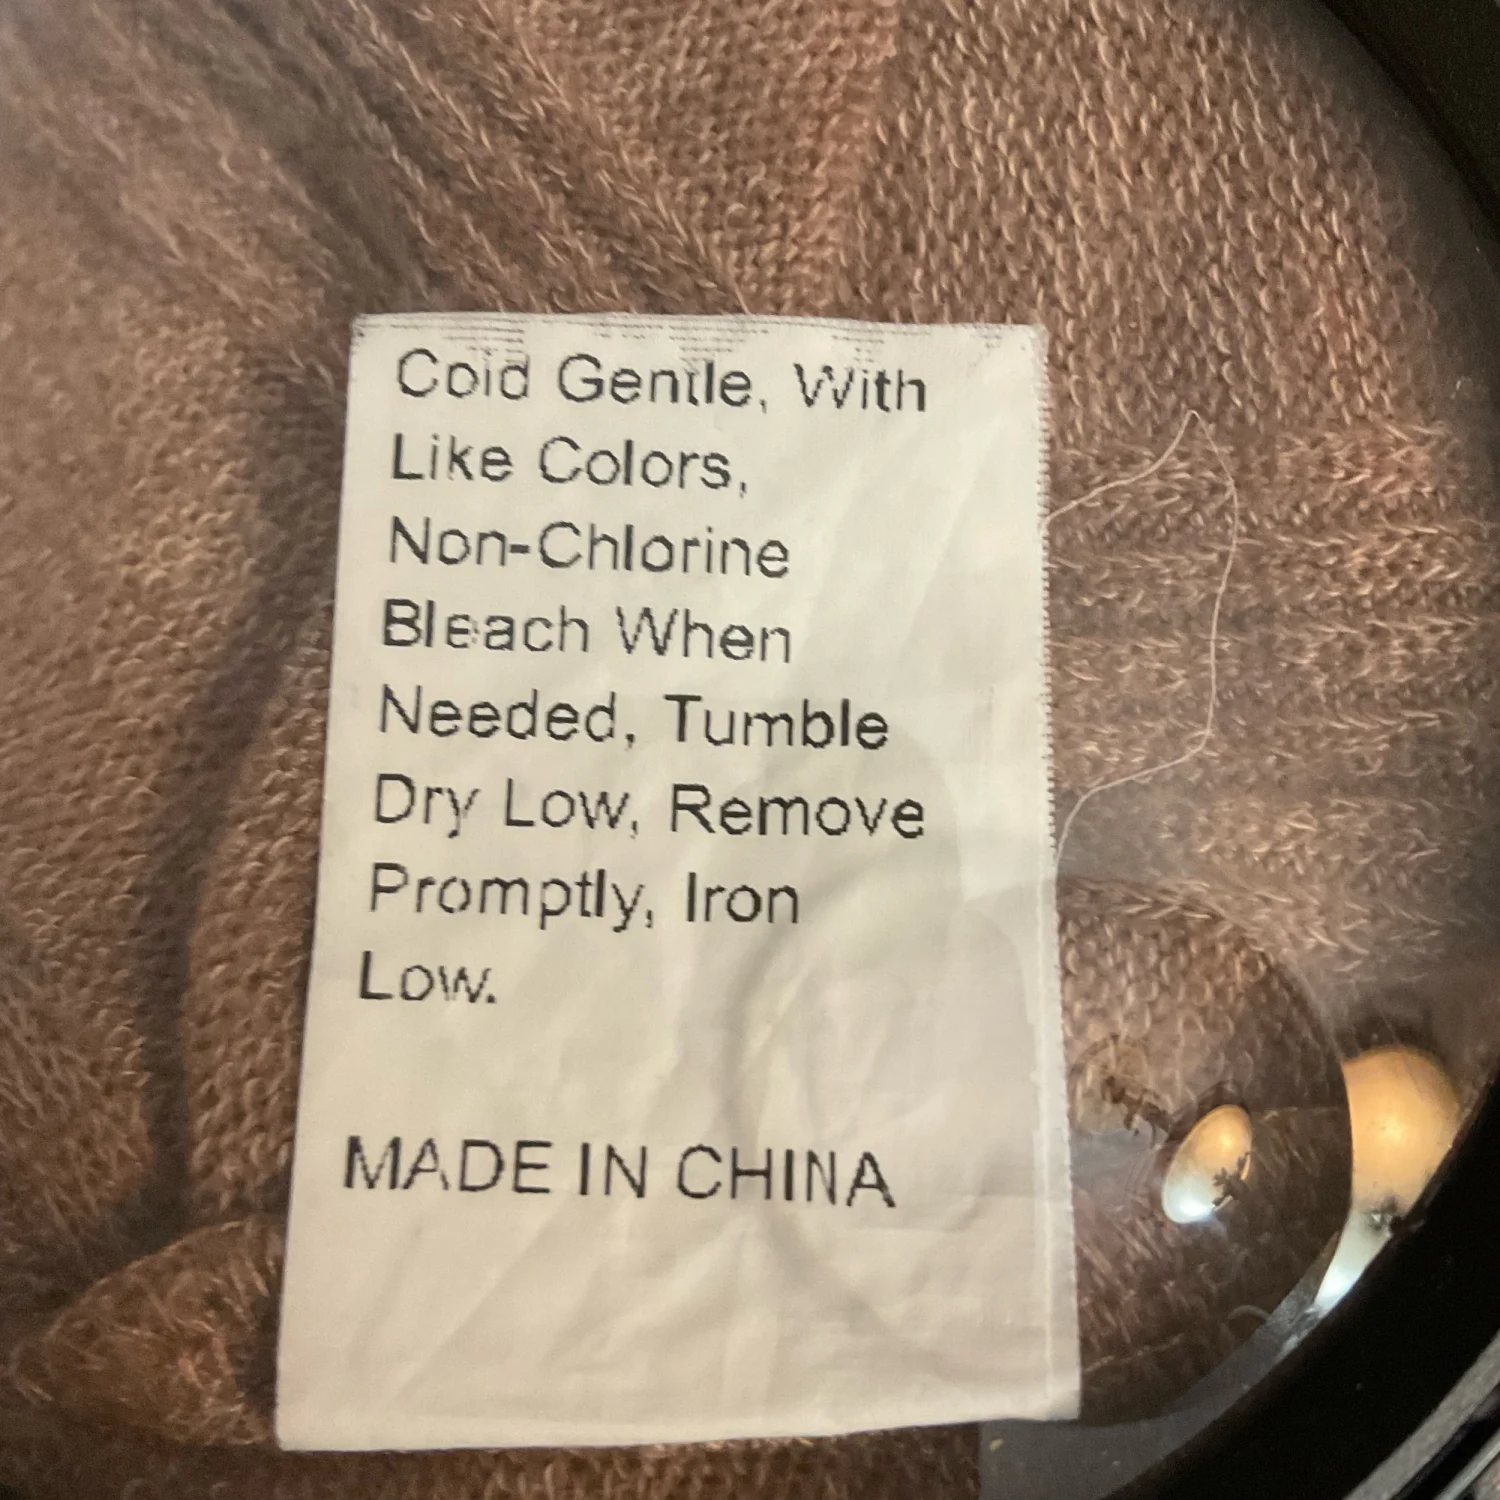 Cold Gentle, With
Like Colors,
Non-Chlorine
Bleach When
Needed, Tumble
Dry Low, Remove
Promptly, Iron
Low.
MADE IN CHINA